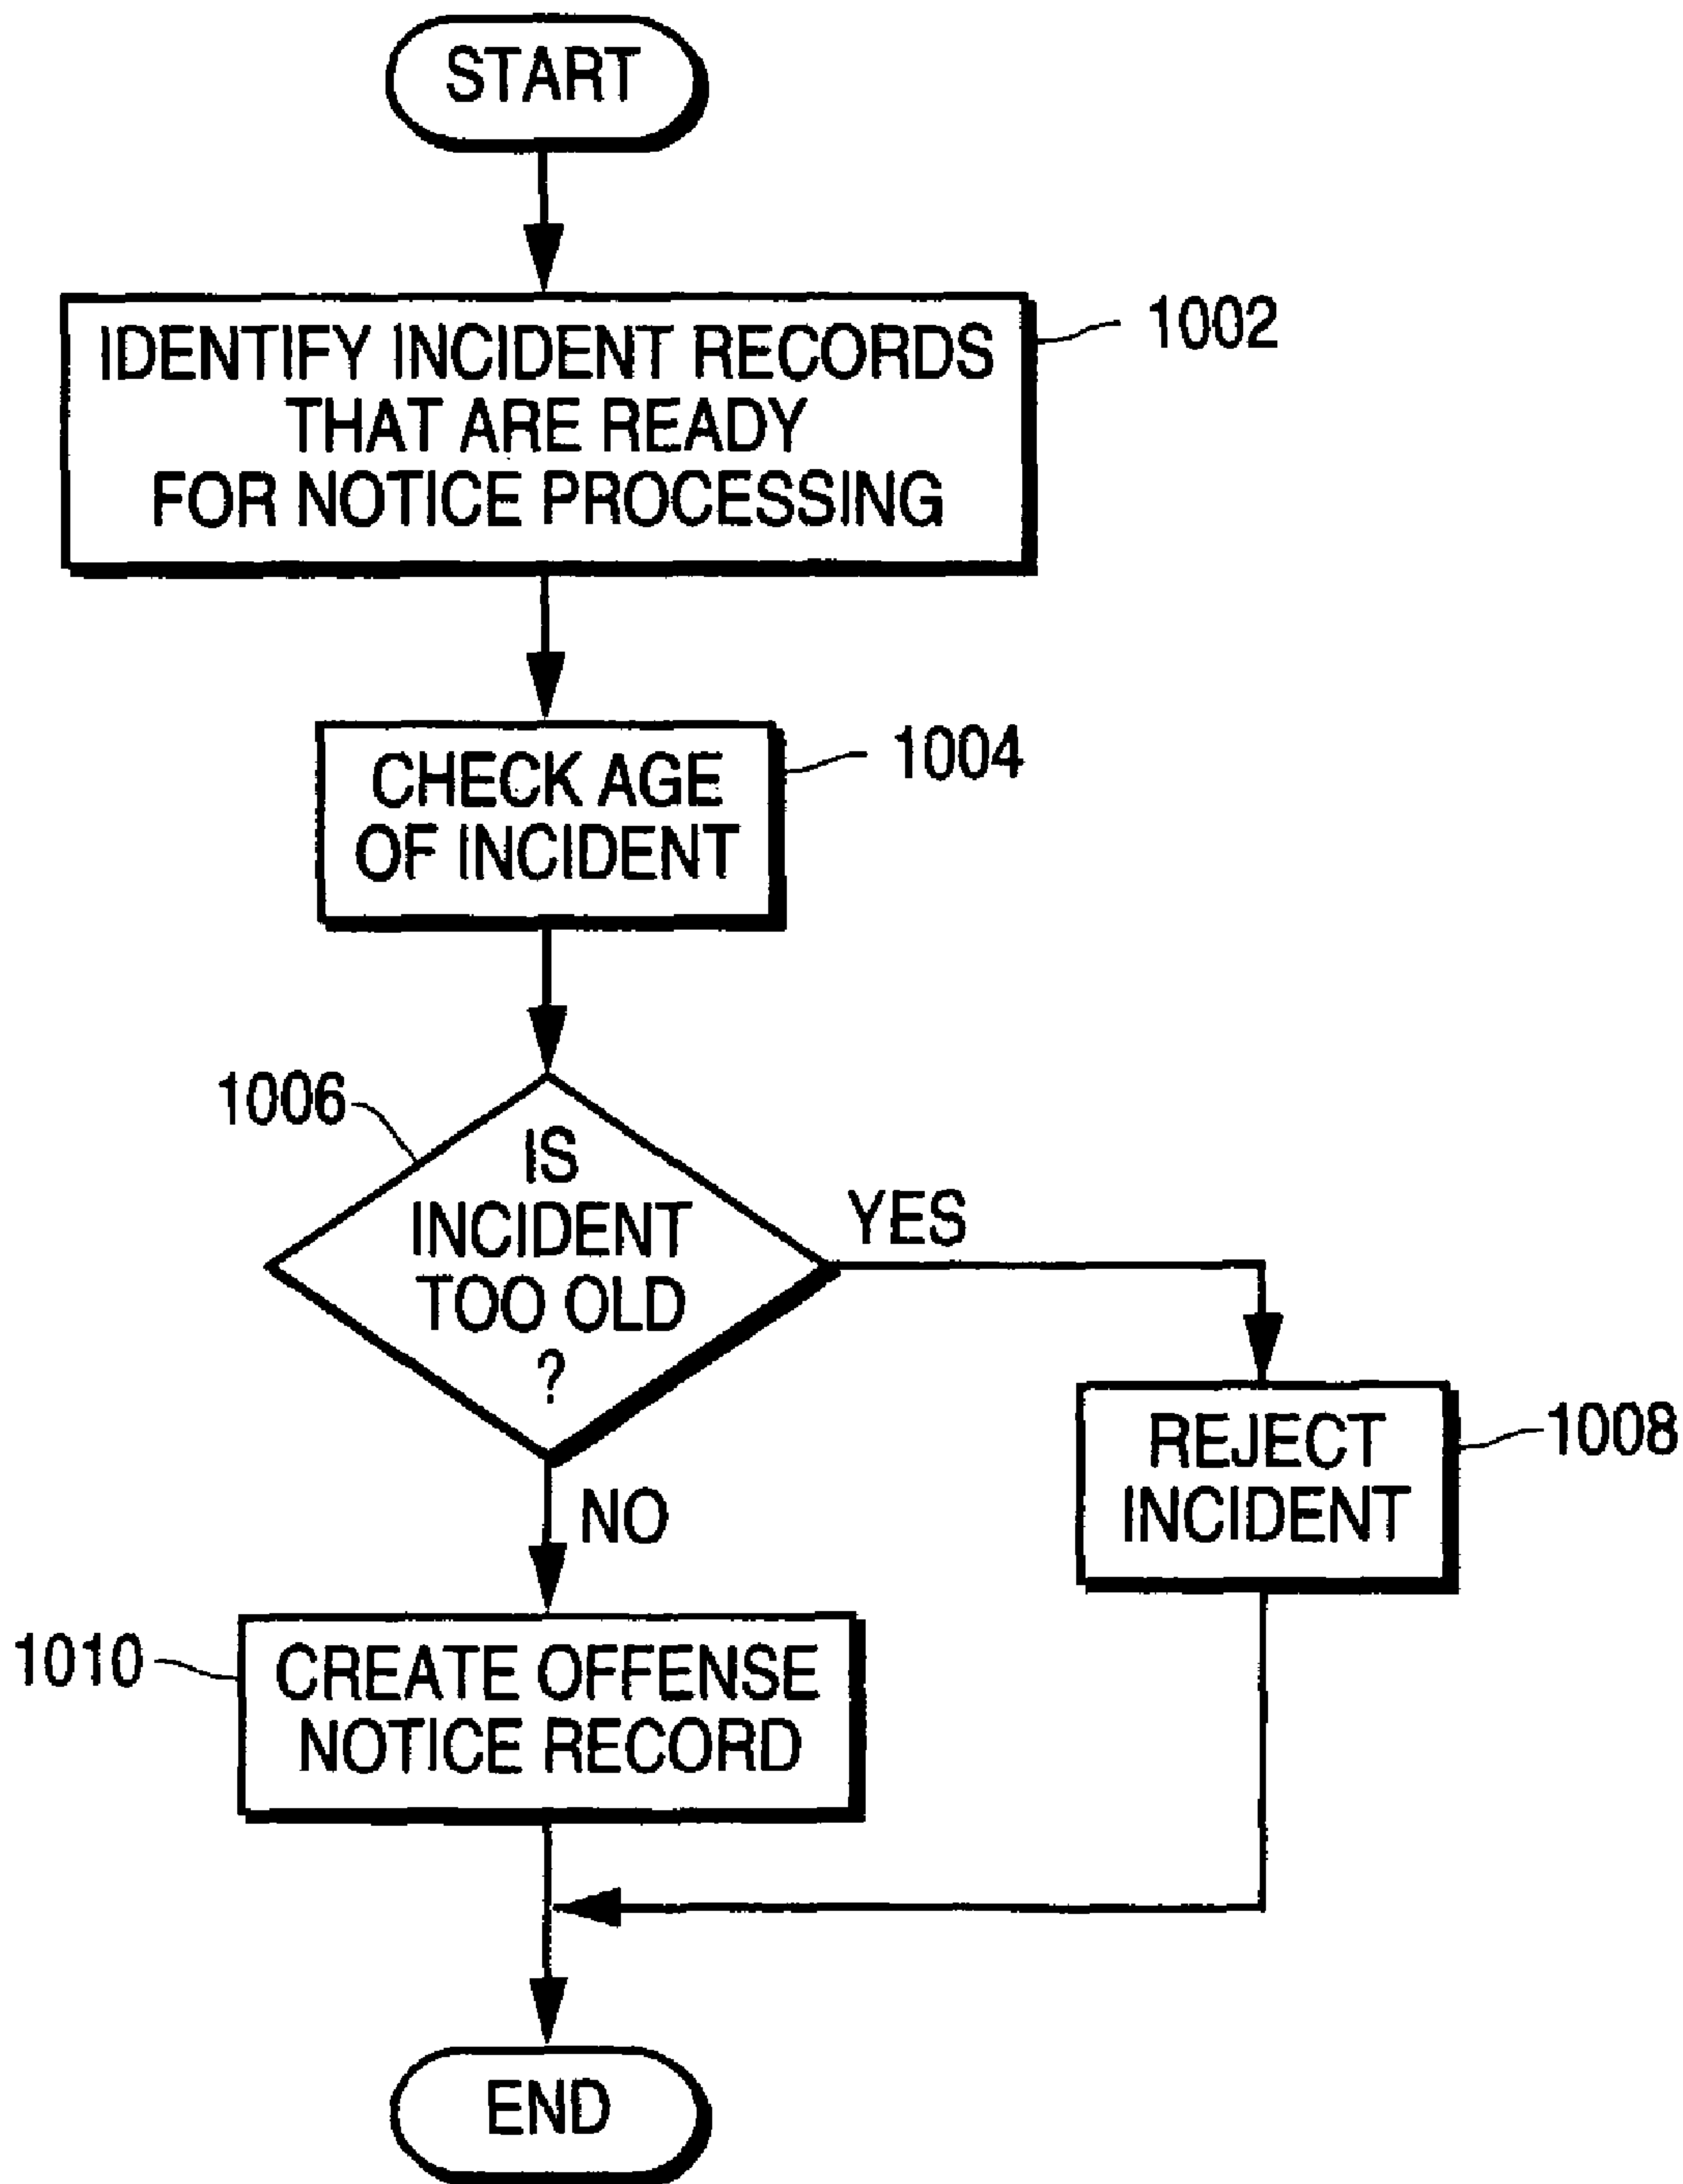 START
IDENTIFY INCIDENT RECORDS
THAT ARE READY
FOR NOTICE PROCESSING
1002
CHECK AGE
OF INCIDENT
1004
1006
IS
INCIDENT
TOO OLD
?
YES
NO
REJECT
INCIDENT
1008
1010
CREATE OFFENSE
NOTICE RECORD
END